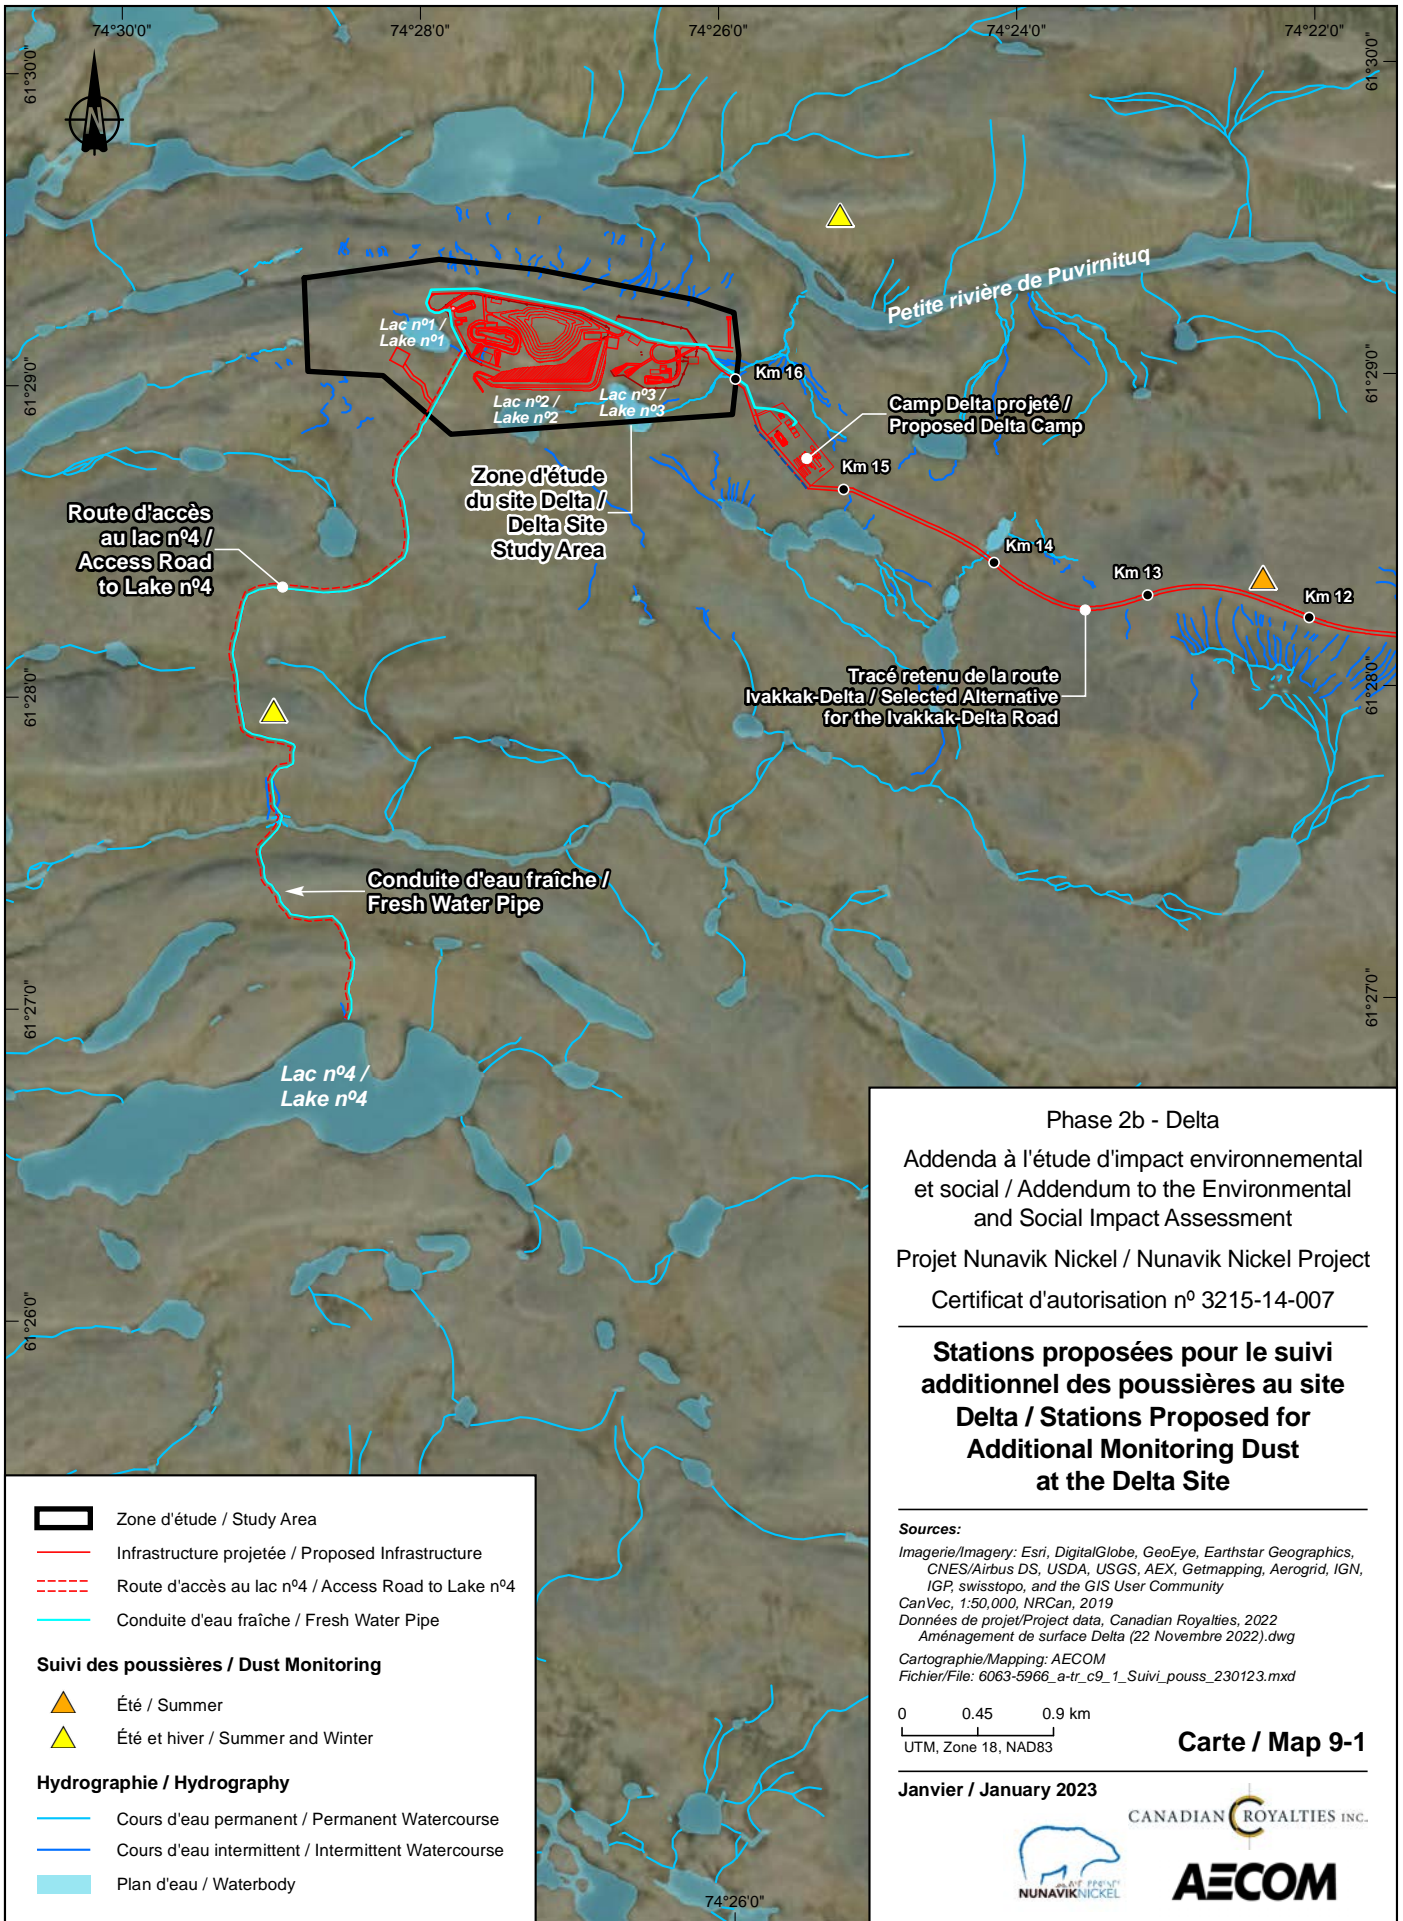 74°30'0"
74°28'0"
74°26'0"
74°24'0"
74°22'0"
61°30'0"
61°30'0"
N
Petite rivière de Puvirnituq
Lac nº1 /
Lake nº1
61°29'0"
61°29'0"
Km 16
Lac nº2 /
Lake nº2
Lac nº3 /
Lake nº3
Camp Delta projeté /
Proposed Delta Camp
Km 15
Zone d'étude
du site Delta /
Delta Site
Study Area
Route d'accès
au lac nº4 /
Access Road
to Lake nº4
Km 14
Km 13
Km 12
61°28'0"
61°28'0"
Tracé retenu de la route
Ivakkak-Delta / Selected Alternative
for the Ivakkak-Delta Road
Conduite d'eau fraîche /
Fresh Water Pipe
61°27'0"
61°27'0"
Lac nº4 /
Lake nº4
61°26'0"
74°26'0"
Phase 2b - Delta
Addenda à l'étude d'impact environnemental
et social / Addendum to the Environmental
and Social Impact Assessment
Projet Nunavik Nickel / Nunavik Nickel Project
Certificat d'autorisation nº 3215-14-007
Stations proposées pour le suivi
additionnel des poussières au site
Delta / Stations Proposed for
Additional Monitoring Dust
at the Delta Site
Sources:
Imagerie/Imagery: Esri, DigitalGlobe, GeoEye, Earthstar Geographics,
CNES/Airbus DS, USDA, USGS, AEX, Getmapping, Aerogrid, IGN,
IGP, swisstopo, and the GIS User Community
CanVec, 1:50,000, NRCan, 2019
Données de projet/Project data, Canadian Royalties, 2022
Aménagement de surface Delta (22 Novembre 2022).dwg
Cartographie/Mapping: AECOM
Fichier/File: 6063-5966_a-tr_c9_1_Suivi_pouss_230123.mxd
0 0.45 0.9 km
UTM, Zone 18, NAD83
Carte / Map 9-1
Janvier / January 2023
CANADIAN ROYALTIES INC.
NUNAVIKNICKEL
AECOM
Zone d'étude / Study Area
Infrastructure projetée / Proposed Infrastructure
Route d'accès au lac nº4 / Access Road to Lake nº4
Conduite d'eau fraîche / Fresh Water Pipe
Suivi des poussières / Dust Monitoring
Été / Summer
Été et hiver / Summer and Winter
Hydrographie / Hydrography
Cours d'eau permanent / Permanent Watercourse
Cours d'eau intermittent / Intermittent Watercourse
Plan d'eau / Waterbody